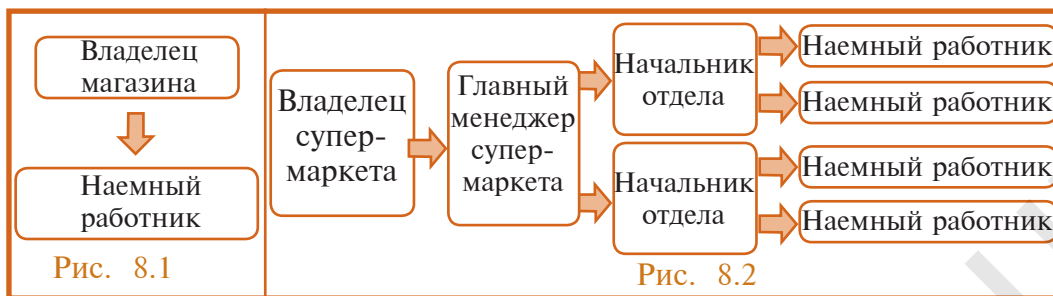 Владелец
магазина
Наемный
работник
Рис. 8.1
Владелец
супер-
маркета
Главный
менеджер
супер-
маркета
Начальник
отдела
Наемный работник
Наемный работник
Начальник
отдела
Наемный работник
Наемный работник
Рис. 8.2